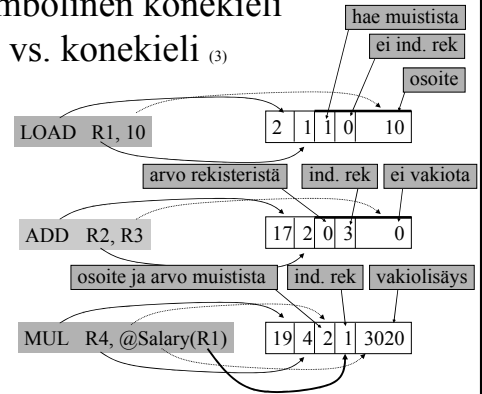 mbolinen konekieli
vs. konekieli (3)
hae muistista
ei ind. rek
osoite
LOAD R1, 10
2 1 1 0 10
arvo rekisteristä
ind. rek
ei vakiota
ADD R2, R3
17 2 0 3 0
osoite ja arvo muistista
ind. rek
vakiolisäys
MUL R4, @Salary(R1)
19 4 2 1 3020